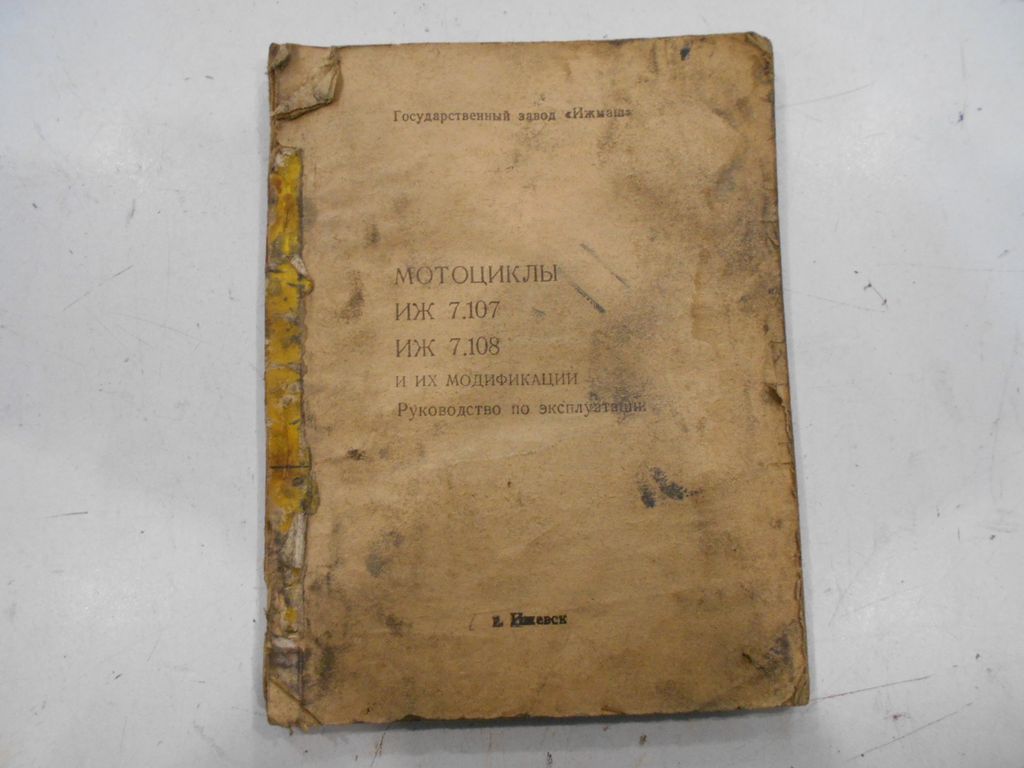 Государственный завод «Ижмаш»
МОТОЦИКЛЫ
ИЖ 7.107
ИЖ 7.108
И ИХ МОДИФИКАЦИИ
Руководство по эксплуатации
г. Ижевск